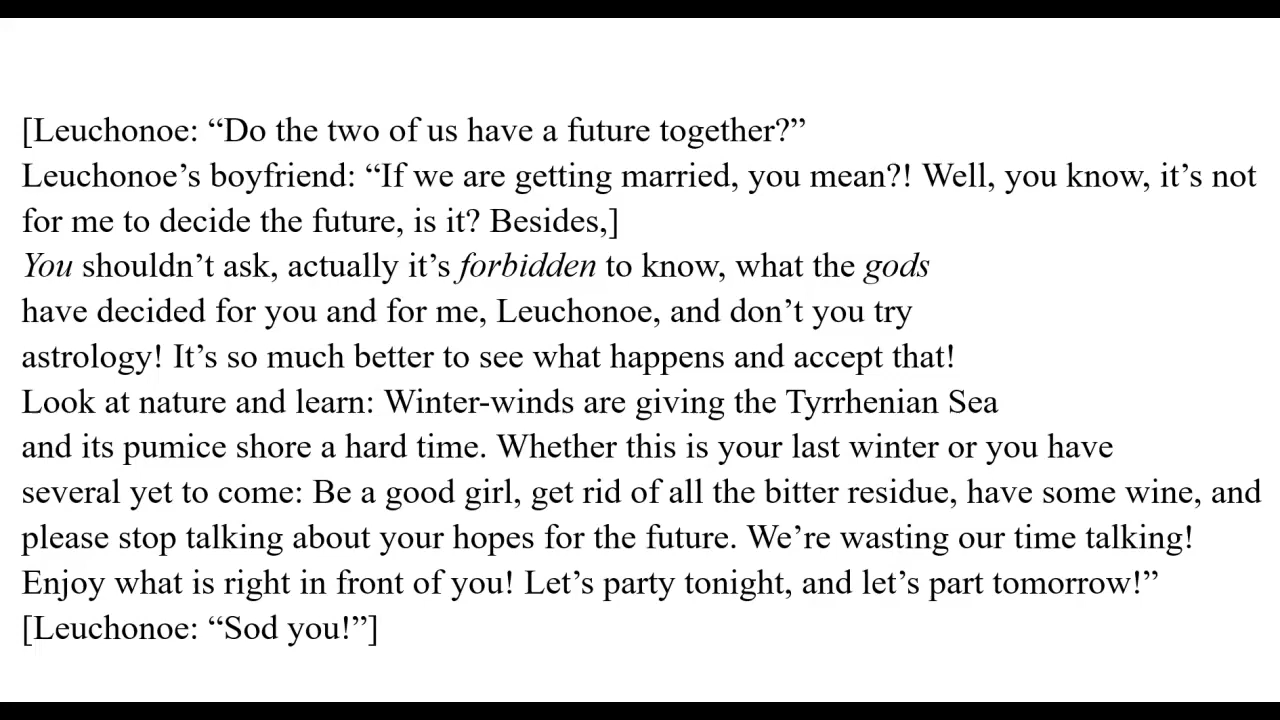 [Leuchonoe: “Do the two of us have a future together?”
Leuchonoe’s boyfriend: “If we are getting married, you mean?! Well, you know, it’s not
for me to decide the future, is it? Besides,]
You shouldn’t ask, actually it’s forbidden to know, what the gods
have decided for you and for me, Leuchonoe, and don’t you try
astrology! It’s so much better to see what happens and accept that!
Look at nature and learn: Winter-winds are giving the Tyrrhenian Sea
and its pumice shore a hard time. Whether this is your last winter or you have
several yet to come: Be a good girl, get rid of all the bitter residue, have some wine, and
please stop talking about your hopes for the future. We’re wasting our time talking!
Enjoy what is right in front of you! Let’s party tonight, and let’s part tomorrow!”
[Leuchonoe: “Sod you!”]